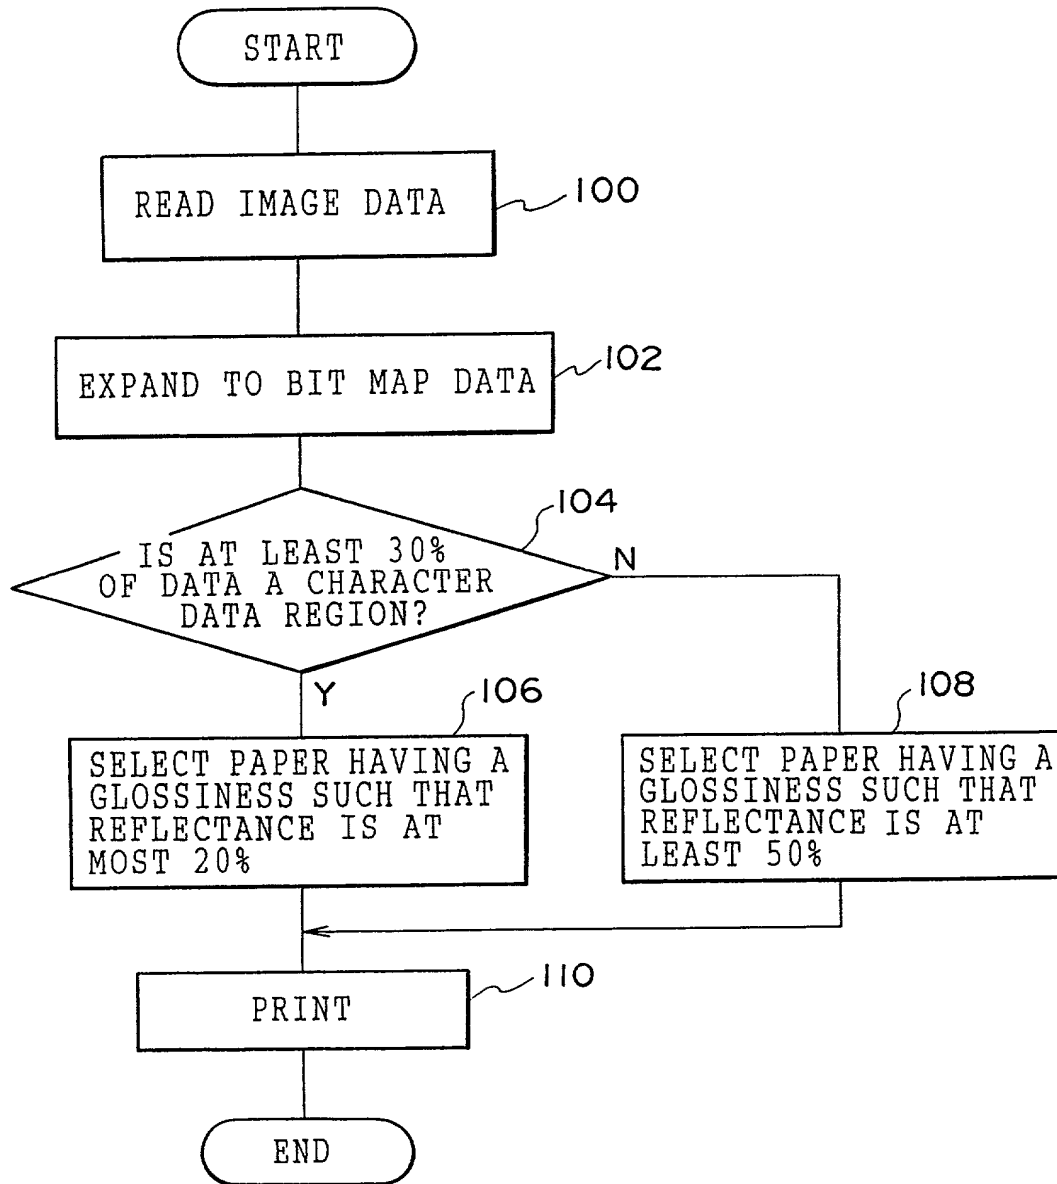 START
READ IMAGE DATA
100
EXPAND TO BIT MAP DATA
102
104
IS AT LEAST 30%
OF DATA A CHARACTER
DATA REGION?
N
Y
106
SELECT PAPER HAVING A
GLOSSINESS SUCH THAT
REFLECTANCE IS AT
MOST 20%
108
SELECT PAPER HAVING A
GLOSSINESS SUCH THAT
REFLECTANCE IS AT
LEAST 50%
PRINT
110
END